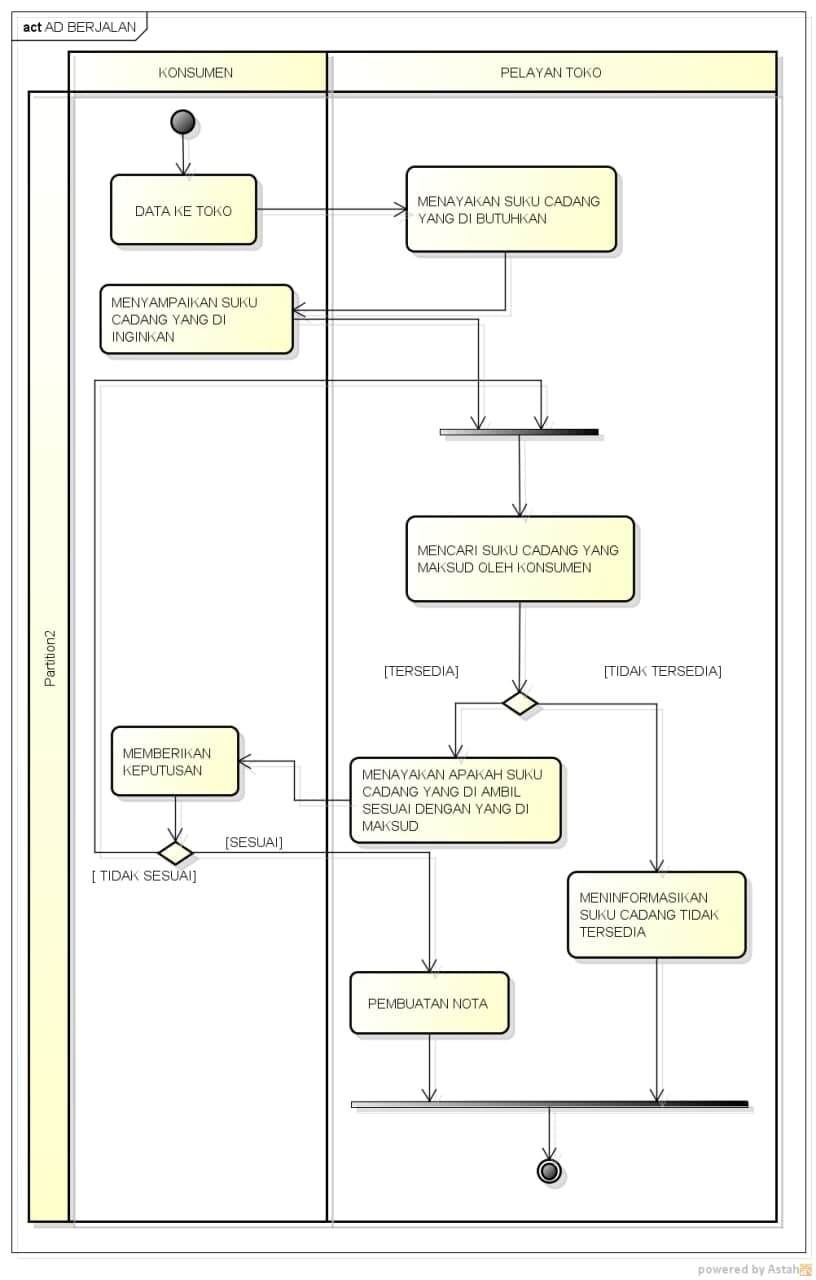 act AD BERJALAN
KONSUMEN
PELAYAN TOKO
Partition2
DATA KE TOKO
MENAYAKAN SUKU CADANG
YANG DI BUTUHKAN
MENYAMPAIKAN SUKU
CADANG YANG DI
INGINKAN
MENCARI SUKU CADANG YANG
MAKSUD OLEH KONSUMEN
[TERSEDIA]
[TIDAK TERSEDIA]
MEMBERIKAN
KEPUTUSAN
MENAYAKAN APAKAH SUKU
CADANG YANG DI AMBIL
SESUAI DENGAN YANG DI
MAKSUD
[SESUAI]
[ TIDAK SESUAI]
MENINFORMASIKAN
SUKU CADANG TIDAK
TERSEDIA
PEMBUATAN NOTA
powered by Astah